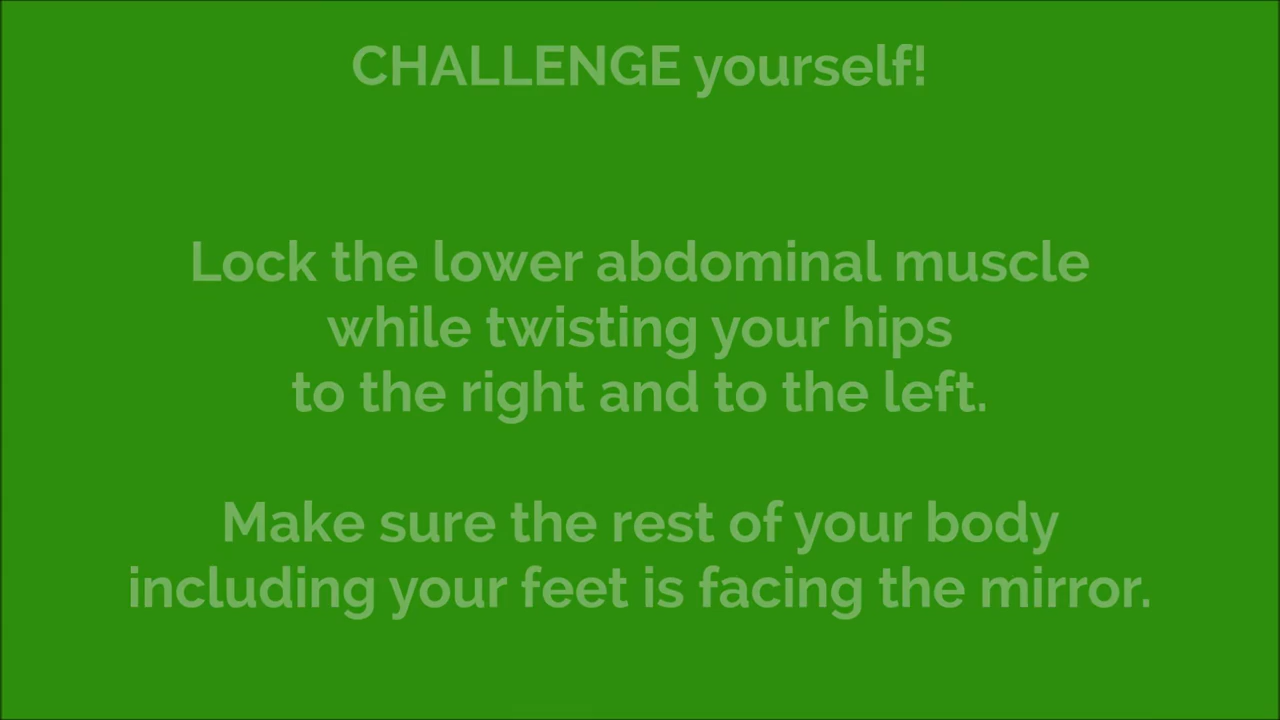 CHALLENGE yourself!
Lock the lower abdominal muscle
while twisting your hips
to the right and to the left.
Make sure the rest of your body
including your feet is facing the mirror.